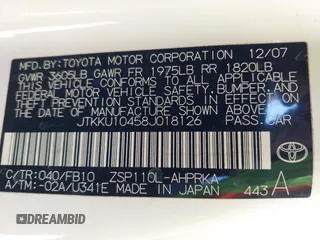 MFD. BY: TOYOTA MOTOR CORPORATION 12/07
GVWR 3605LB GAWR FR 1975LB RR 1820LB
THIS VEHICLE CONFORMS TO ALL APPLICABLE
FEDERAL MOTOR VEHICLE SAFETY, BUMPER, AND
THEFT PREVENTION STANDARDS IN EFFECT ON
THE DATE OF MANUFACTURE SHOWN ABOVE.
JTKKU10458J018126 PASS.CAR
TOYOTA
C/TR: 040/FB10 ZSP110L-AHPRKA
A/TM: -02A/U341E MADE IN JAPAN 443 A
DRIVEBIDDER